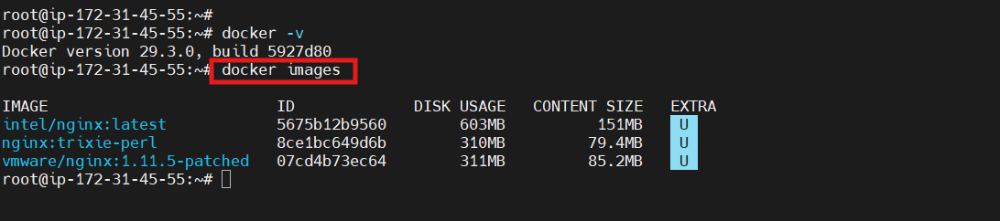 root@ip-172-31-45-55:~#
root@ip-172-31-45-55:~# docker -v
Docker version 29.3.0, build 5927d80
root@ip-172-31-45-55:~# docker images
IMAGE ID DISK USAGE CONTENT SIZE EXTRA
intel/nginx:latest 5675b12b9560 603MB 151MB U
nginx:trixie-perl 8ce1bc649d6b 310MB 79.4MB U
vmware/nginx:1.11.5-patched 07cd4b73ec64 311MB 85.2MB U
root@ip-172-31-45-55:~#